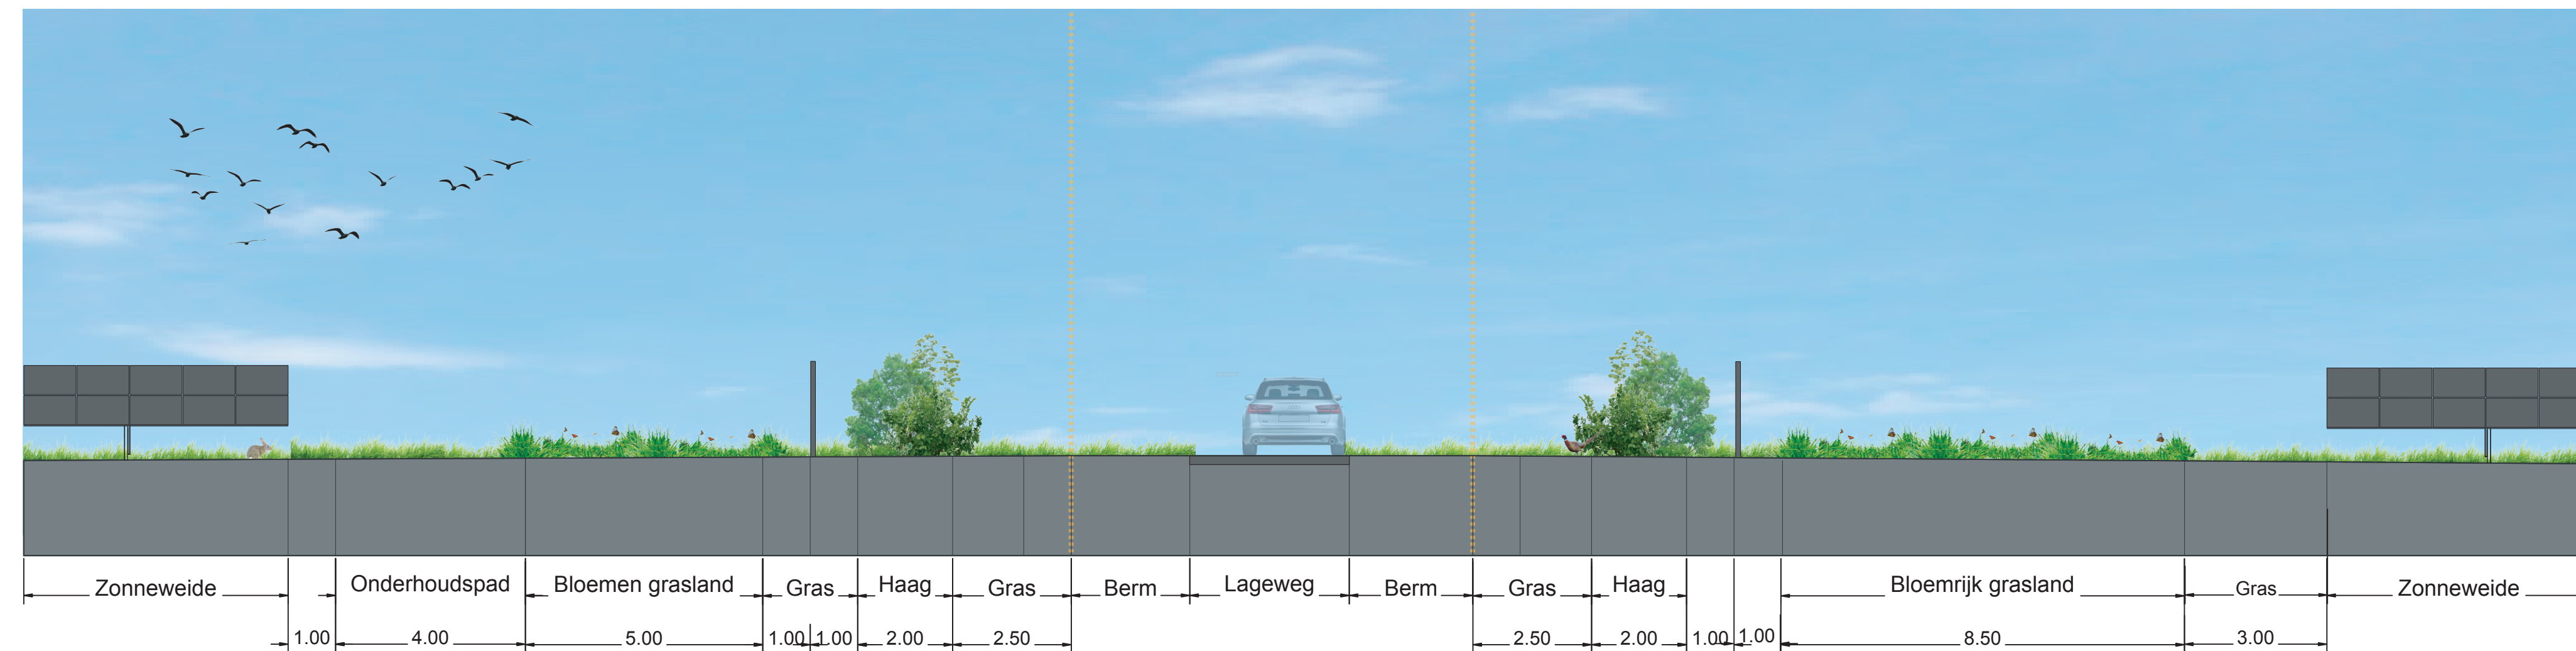 Zonneweide Onderhoudspad Bloemen grasland Gras Haag Gras Berm Lageweg Berm Gras Haag Bloemrijk grasland Gras Zonneweide
1.00 4.00 5.00 1.00 1.00 2.00 2.50 2.50 2.00 1.00 1.00 8.50 3.00